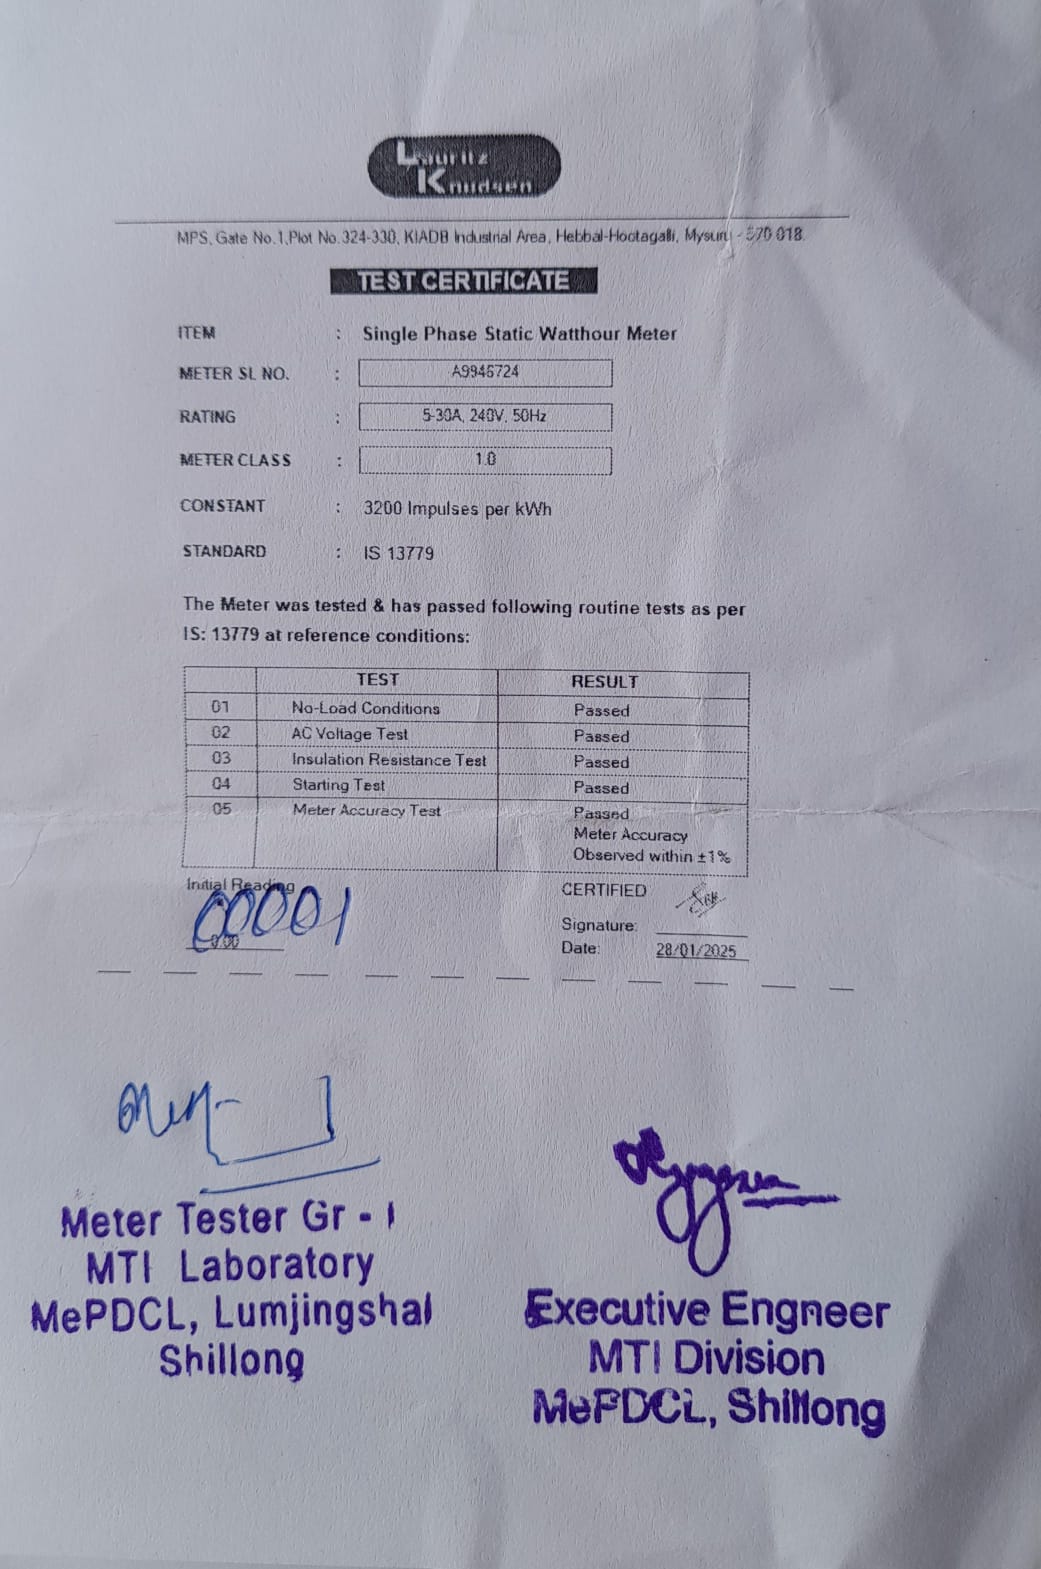 Lauritz
Knudsen
MPS, Gate No.1,Plot No.324-330, KIADB Industrial Area, Hebbal-Hootagalli, Mysuru - 570 018.
TEST CERTIFICATE
ITEM : Single Phase Static Watthour Meter
METER SL NO. : A9946724
RATING : 5-30A, 240V, 50Hz
METER CLASS : 1.0
CONSTANT : 3200 Impulses per kWh
STANDARD : IS 13779
The Meter was tested & has passed following routine tests as per
IS: 13779 at reference conditions:
TEST RESULT
01 No-Load Conditions Passed
02 AC Voltage Test Passed
03 Insulation Resistance Test Passed
04 Starting Test Passed
05 Meter Accuracy Test Passed
Meter Accuracy
Observed within ±1%
Initial Reading
00001
0.00
CERTIFIED
Signature:
Date: 28/01/2025
Meter Tester Gr - I
MTI Laboratory
MePDCL, Lumjingshai
Shillong
Executive Engneer
MTI Division
MePDCL, Shillong